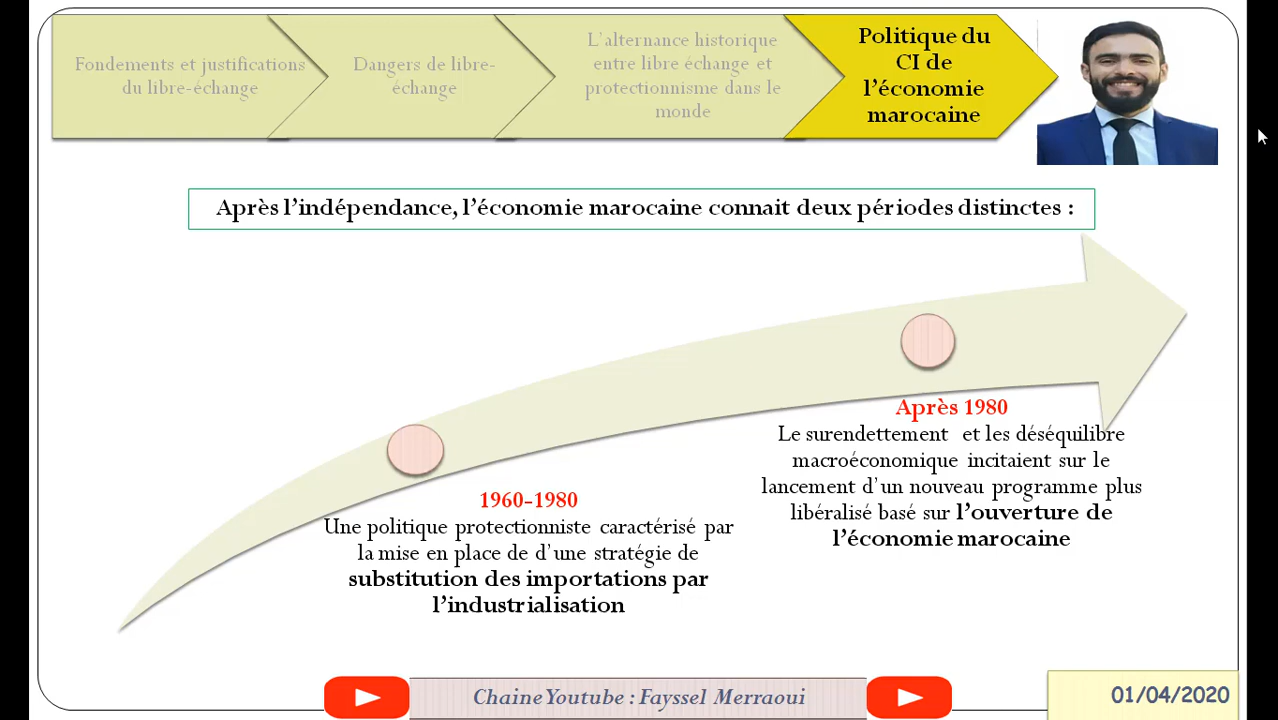 Fondements et justifications
du libre-échange
Dangers de libre-
échange
L'alternance historique
entre libre échange et
protectionnisme dans le
monde
Politique du
CI de
l'économie
marocaine
Après l'indépendance, l'économie marocaine connait deux périodes distinctes :
1960-1980
Une politique protectionniste caractérisé par
la mise en place de d'une stratégie de
substitution des importations par
l'industrialisation
Après 1980
Le surendettement et les déséquilibre
macroéconomique incitaient sur le
lancement d'un nouveau programme plus
libéralisé basé sur l'ouverture de
l'économie marocaine
Chaine Youtube : Fayssel Merraoui
01/04/2020